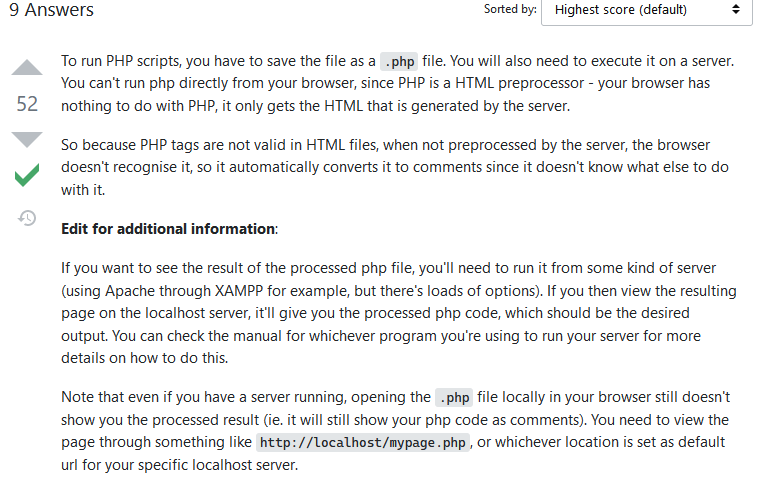 9 Answers
Sorted by: Highest score (default)
To run PHP scripts, you have to save the file as a .php file. You will also need to execute it on a server.
You can't run php directly from your browser, since PHP is a HTML preprocessor - your browser has
nothing to do with PHP, it only gets the HTML that is generated by the server.
52
So because PHP tags are not valid in HTML files, when not preprocessed by the server, the browser
doesn't recognise it, so it automatically converts it to comments since it doesn't know what else to do
with it.
Edit for additional information:
If you want to see the result of the processed php file, you'll need to run it from some kind of server
(using Apache through XAMPP for example, but there's loads of options). If you then view the resulting
page on the localhost server, it'll give you the processed php code, which should be the desired
output. You can check the manual for whichever program you're using to run your server for more
details on how to do this.
Note that even if you have a server running, opening the .php file locally in your browser still doesn't
show you the processed result (ie. it will still show your php code as comments). You need to view the
page through something like http://localhost/mypage.php, or whichever location is set as default
url for your specific localhost server.